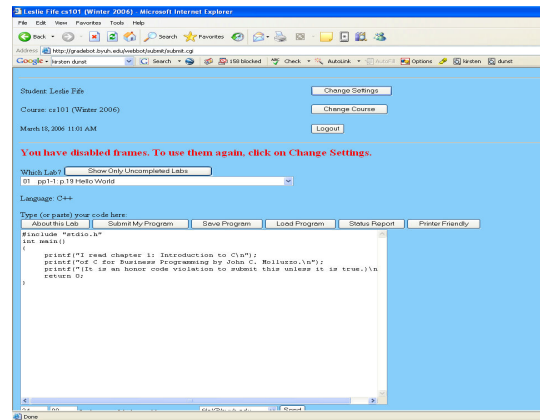 Leslie Fife cs101 (Winter 2006) - Microsoft Internet Explorer
File Edit View Favorites Tools Help
Back Search Favorites
Address http://gradebot.byuh.edu/webbot/submit/submit.cgi
Google - kirsten dunst Search 158 blocked Check AutoLink AutoFill Options kirsten dunst
Student: Leslie Fife Change Settings
Course: cs101 (Winter 2006) Change Course
March 18, 2006 11:01 AM Logout
You have disabled frames. To use them again, click on Change Settings.
Which Lab? Show Only Uncompleted Labs
01 pp1-1: p.19 Hello World
Language: C++
Type (or paste) your code here:
About this Lab Submit My Program Save Program Load Program Status Report Printer Friendly
#include "stdio.h"
int main()
{
printf("I read chapter 1: Introduction to C\n");
printf("of C for Business Programming by John C. Molluzzo.\n");
printf("(It is an honor code violation to submit this unless it is true.)\n
return 0;
}
Send
Done